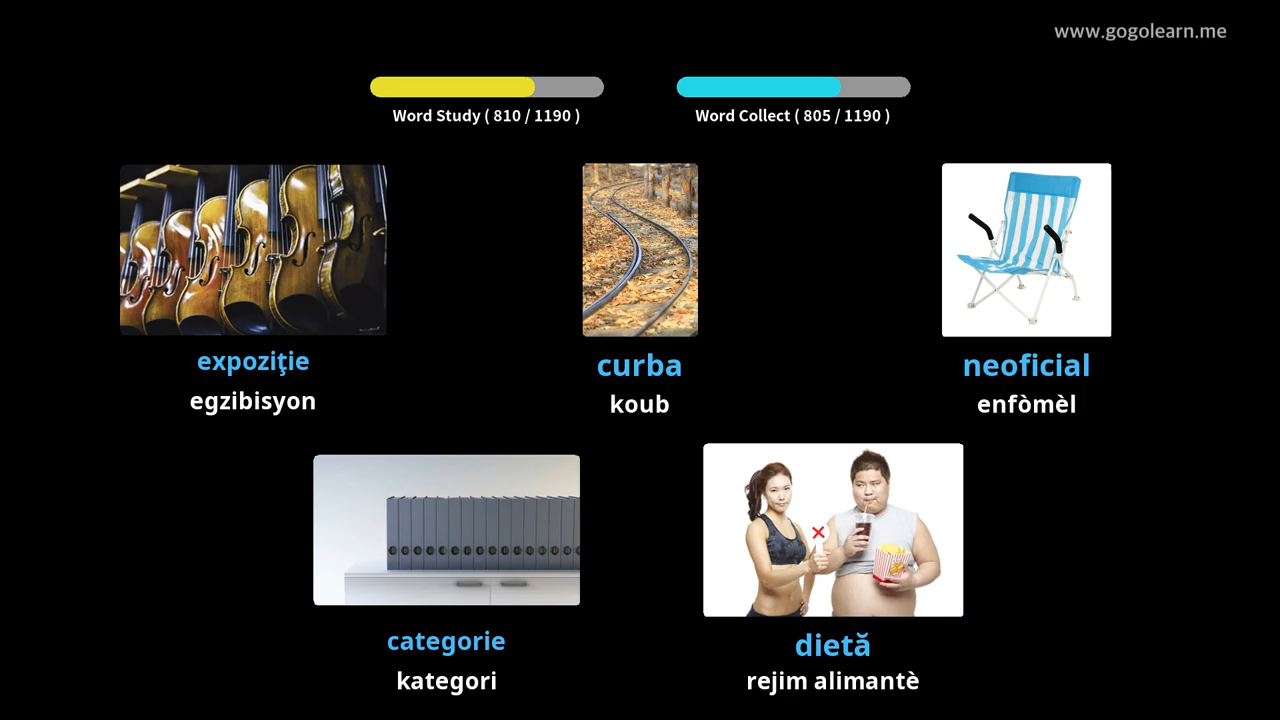 www.gogolearn.me
Word Study ( 810 / 1190 )
Word Collect ( 805 / 1190 )
expoziţie
egzibisyon
curba
koub
neoficial
enfòmèl
categorie
kategori
dietă
rejim alimantè